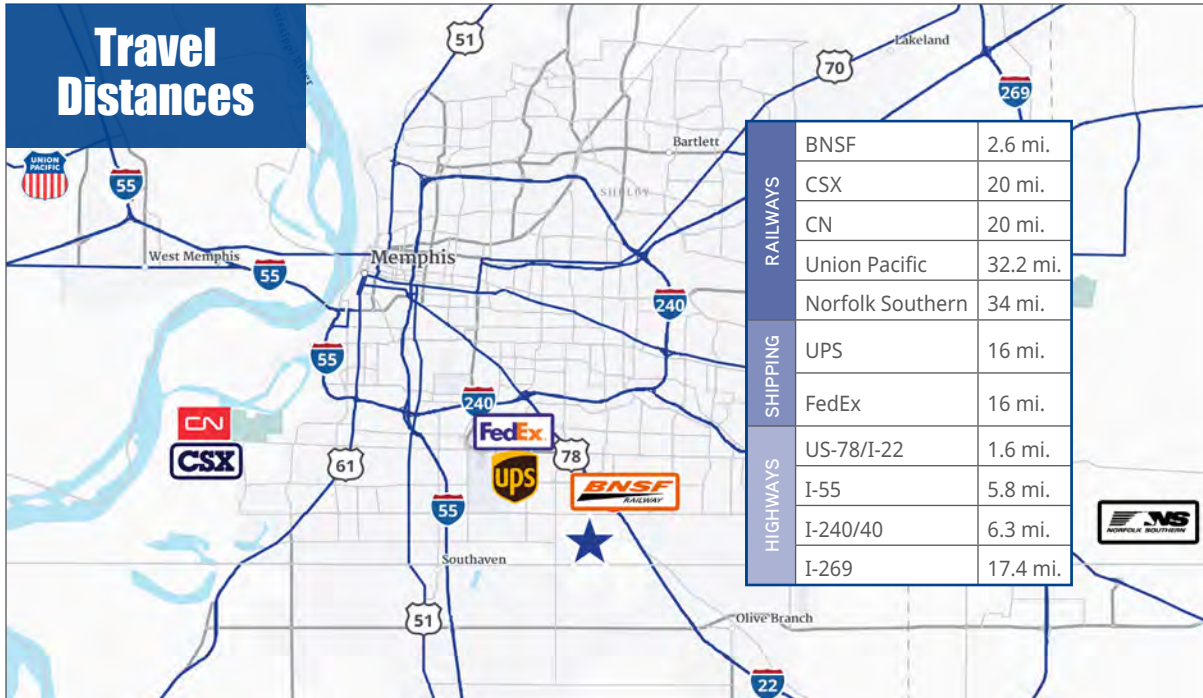 Travel
Distances
51
Lakeland
70
269
Bartlett
SHELBY
UNION
PACIFIC
55
West Memphis
Memphis
55
240
55
CN
CSX
240
FedEx
78
ups
61
BNSF
RAILWAY
55
NS
NORFOLK SOUTHERN
Southaven
51
Olive Branch
22
RAILWAYS
BNSF 2.6 mi.
CSX 20 mi.
CN 20 mi.
Union Pacific 32.2 mi.
Norfolk Southern 34 mi.
SHIPPING
UPS 16 mi.
FedEx 16 mi.
HIGHWAYS
US-78/I-22 1.6 mi.
I-55 5.8 mi.
I-240/40 6.3 mi.
I-269 17.4 mi.